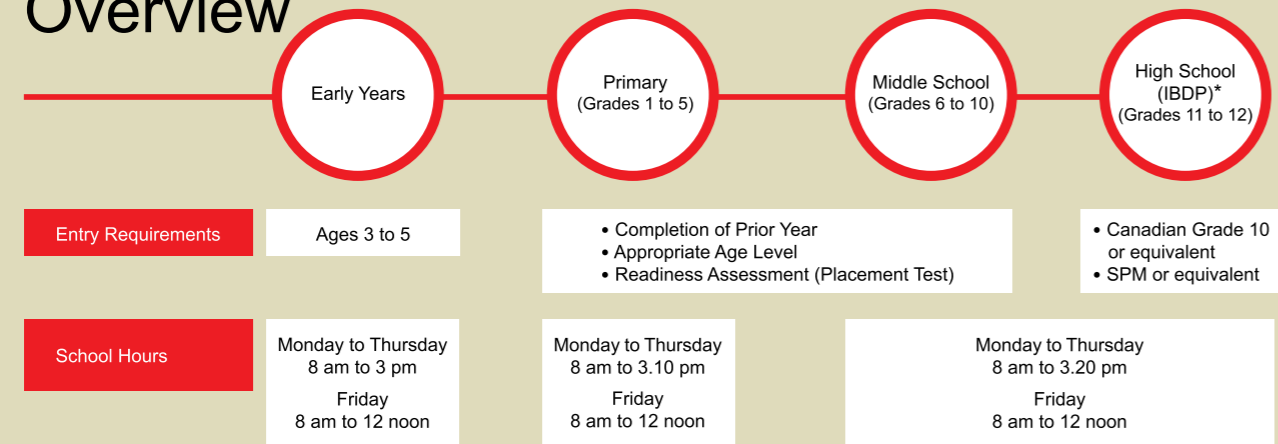 Overview
Early Years
Primary
(Grades 1 to 5)
Middle School
(Grades 6 to 10)
High School
(IBDP)*
(Grades 11 to 12)
Entry Requirements
Ages 3 to 5
• Completion of Prior Year
• Appropriate Age Level
• Readiness Assessment (Placement Test)
• Canadian Grade 10
or equivalent
• SPM or equivalent
School Hours
Monday to Thursday
8 am to 3 pm
Friday
8 am to 12 noon
Monday to Thursday
8 am to 3.10 pm
Friday
8 am to 12 noon
Monday to Thursday
8 am to 3.20 pm
Friday
8 am to 12 noon